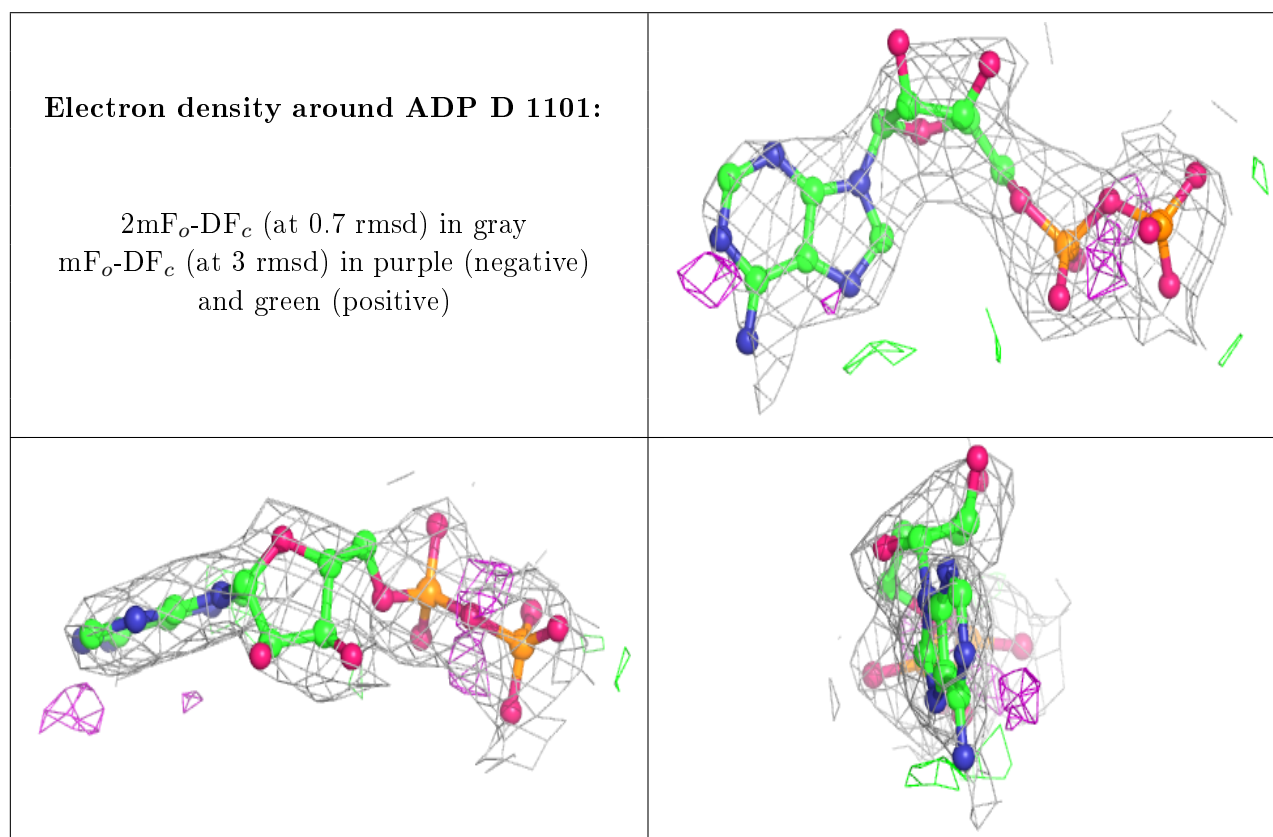 Electron density around ADP D 1101:
2mFₒ-DF𝒸 (at 0.7 rmsd) in gray
mFₒ-DF𝒸 (at 3 rmsd) in purple (negative)
and green (positive)